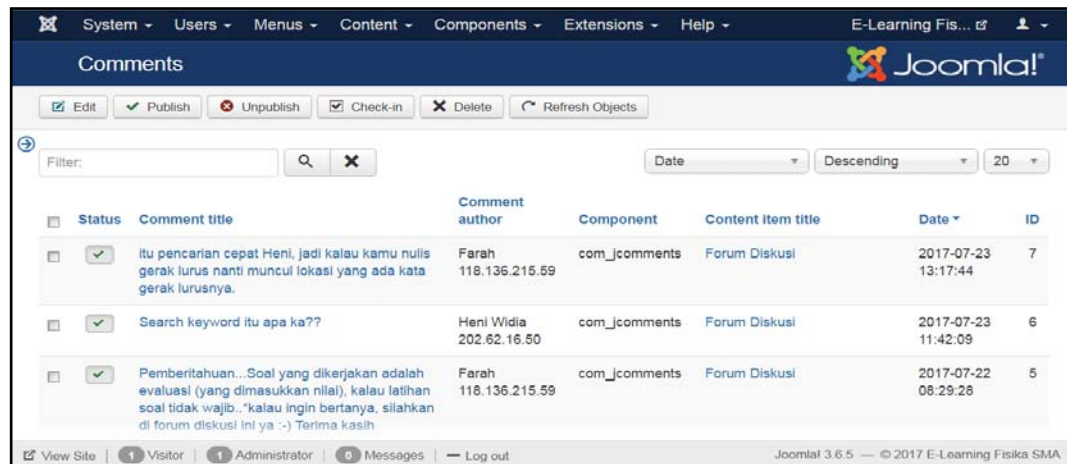 System Users Menus Content Components Extensions Help E-Learning Fis...
Comments Joomla!®
Edit Publish Unpublish Check-in Delete Refresh Objects
Filter: Date Descending 20
Status Comment title Comment author Component Content item title Date ID
itu pencarian cepat Heni, jadi kalau kamu nulis
gerak lurus nanti muncul lokasi yang ada kata
gerak lurusnya.
Farah
118.136.215.59
com_jcomments
Forum Diskusi
2017-07-23
13:17:44
7
Search keyword itu apa ka??
Heni Widia
202.62.16.50
com_jcomments
Forum Diskusi
2017-07-23
11:42:09
6
Pemberitahuan...Soal yang dikerjakan adalah
evaluasi (yang dimasukkan nilai), kalau latihan
soal tidak wajib.."kalau ingin bertanya, silahkan
di forum diskusi ini ya :-) Terima kasih
Farah
118.136.215.59
com_jcomments
Forum Diskusi
2017-07-22
08:29:28
5
View Site 1 Visitor 1 Administrator 0 Messages Log out Joomla! 3.6.5 — © 2017 E-Learning Fisika SMA